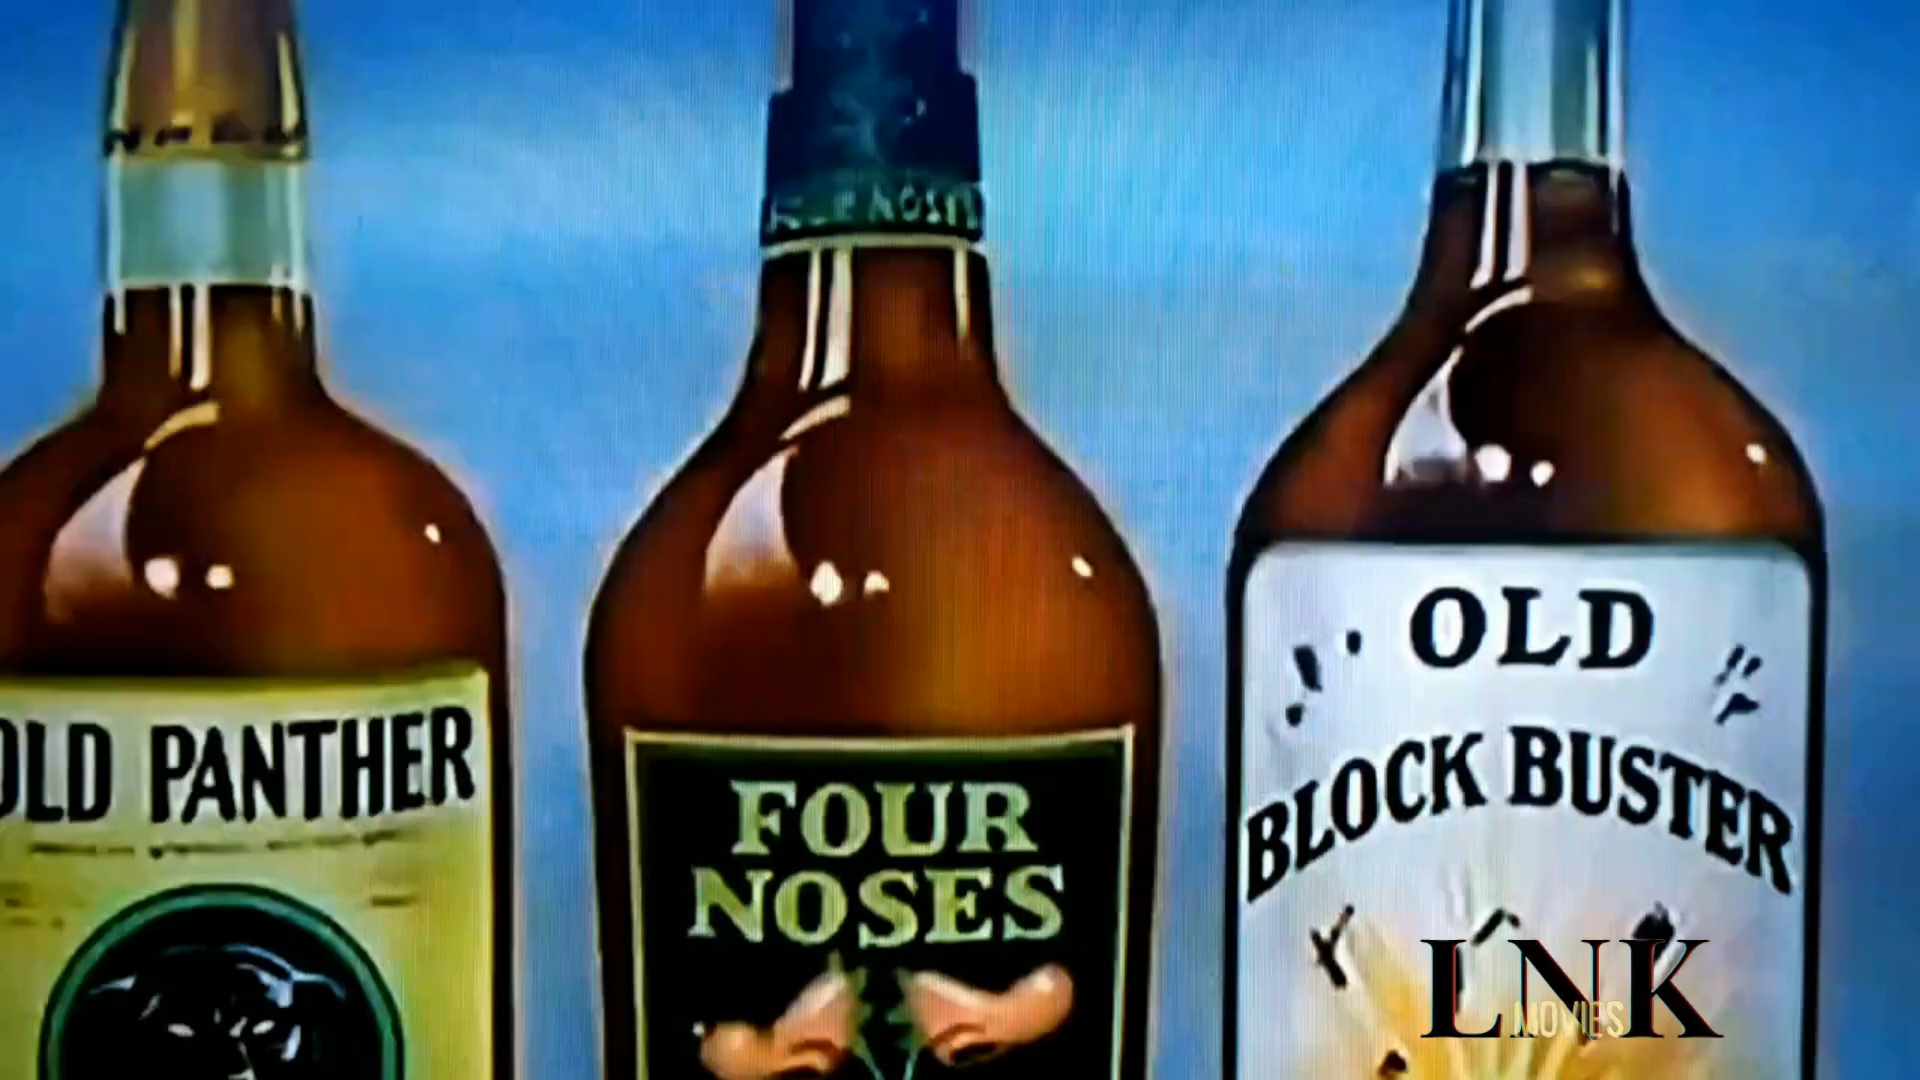 OLD PANTHER
FOUR
NOSES
OLD
BLOCK BUSTER
LNK
MOVIES